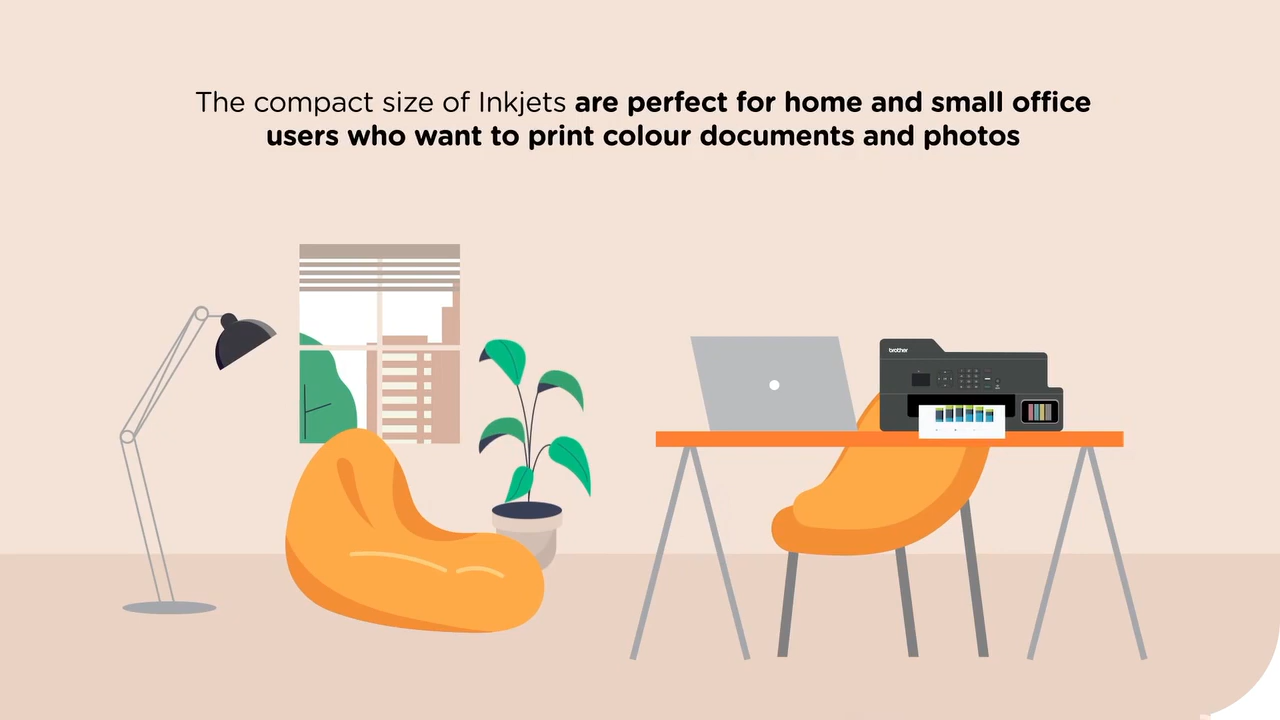 The compact size of Inkjets are perfect for home and small office
users who want to print colour documents and photos
brother